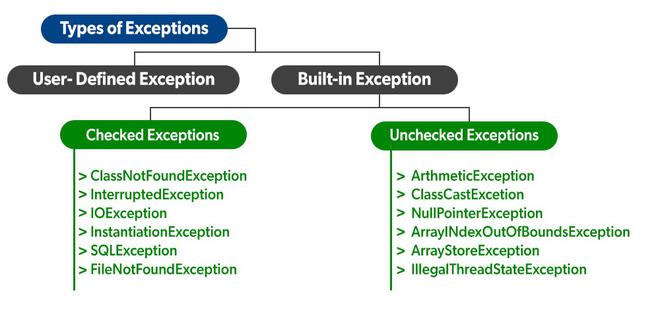 Types of Exceptions
User- Defined Exception
Built-in Exception
Checked Exceptions
> ClassNotFoundException
> InterruptedException
> IOException
> InstantiationException
> SQLException
> FileNotFoundException
Unchecked Exceptions
> ArthmeticException
> ClassCastExcetion
> NullPointerException
> ArrayINdexOutOfBoundsException
> ArrayStoreException
> IllegalThreadStateException